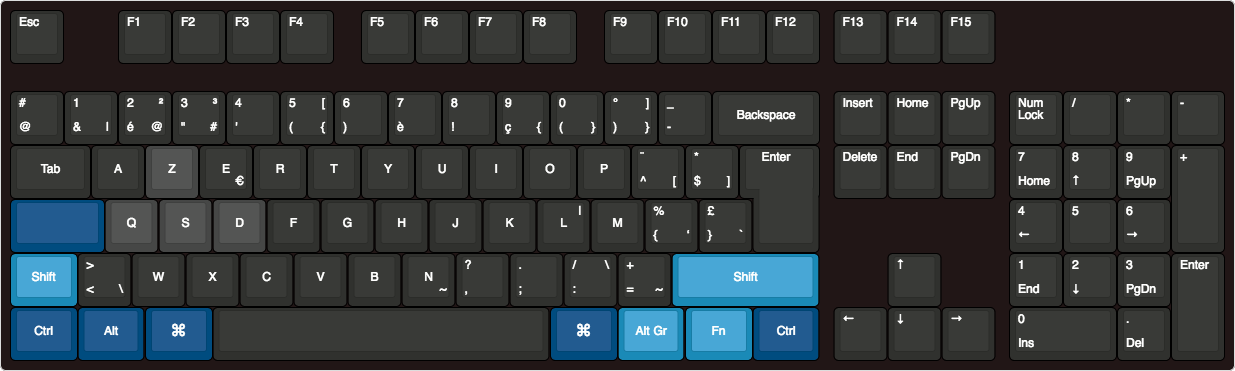 Esc F1 F2 F3 F4 F5 F6 F7 F8 F9 F10 F11 F12 F13 F14 F15
# 1 2 ² 3 ³ 4 5 [ 6 7 8 9 0 ° ] _ Backspace Insert Home PgUp Num Lock / * -
@ & | é @ " # ' ( { ) è ! ç { ( } ) } -
Tab A Z E € R T Y U I O P ¨ ^ [ * $ ] Enter Delete End PgDn 7 Home 8 ↑ 9 PgUp +
Q S D F G H J K L | M % { ' £ } ` 4 ← 5 6 →
Shift > < \ W X C V B N ~ ? , . ; / \ : + = ~ Shift ↑ 1 End 2 ↓ 3 PgDn Enter
Ctrl Alt ⌘ ⌘ Alt Gr Fn Ctrl ← ↓ → 0 Ins . Del